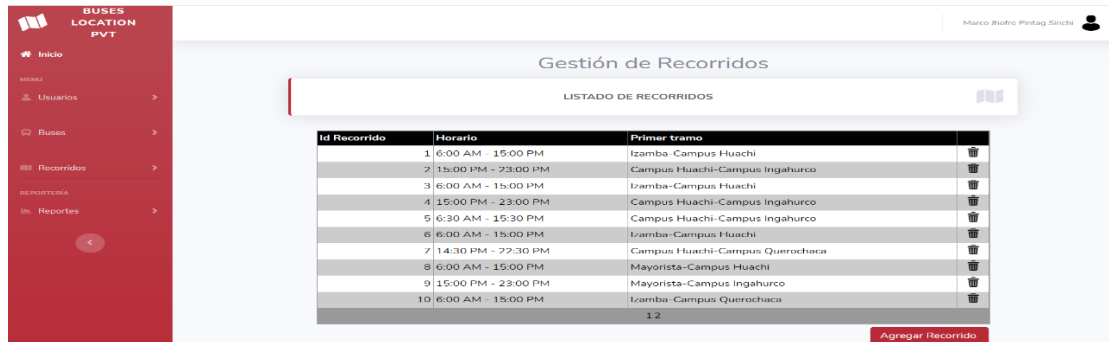 BUSES
LOCATION
PVT
Marco Jhofre Pintag Sinchi
Inicio
MENU
Usuarios
Buses
Recorridos
REPORTERÍA
Reportes
Gestión de Recorridos
LISTADO DE RECORRIDOS
Id Recorrido Horario Primer tramo
1 6:00 AM - 15:00 PM Izamba-Campus Huachi
2 15:00 PM - 23:00 PM Campus Huachi-Campus Ingahurco
3 6:00 AM - 15:00 PM Izamba-Campus Huachi
4 15:00 PM - 23:00 PM Campus Huachi-Campus Ingahurco
5 6:30 AM - 15:30 PM Campus Huachi-Campus Ingahurco
6 6:00 AM - 15:00 PM Izamba-Campus Huachi
7 14:30 PM - 22:30 PM Campus Huachi-Campus Querochaca
8 6:00 AM - 15:00 PM Mayorista-Campus Huachi
9 15:00 PM - 23:00 PM Mayorista-Campus Ingahurco
10 6:00 AM - 15:00 PM Izamba-Campus Querochaca
1 2
Agregar Recorrido